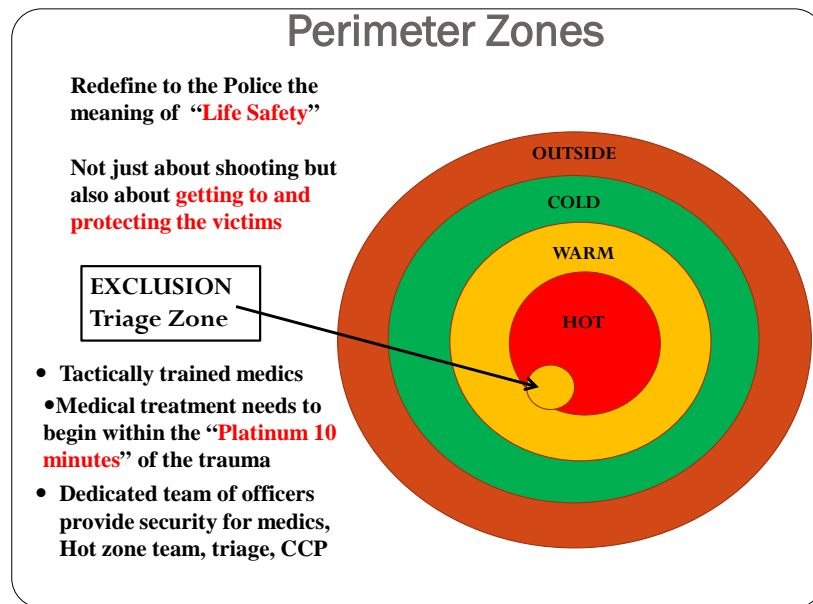 Perimeter Zones
Redefine to the Police the
meaning of “Life Safety”
Not just about shooting but
also about getting to and
protecting the victims
EXCLUSION
Triage Zone
• Tactically trained medics
•Medical treatment needs to
begin within the “Platinum 10
minutes” of the trauma
• Dedicated team of officers
provide security for medics,
Hot zone team, triage, CCP
OUTSIDE
COLD
WARM
HOT